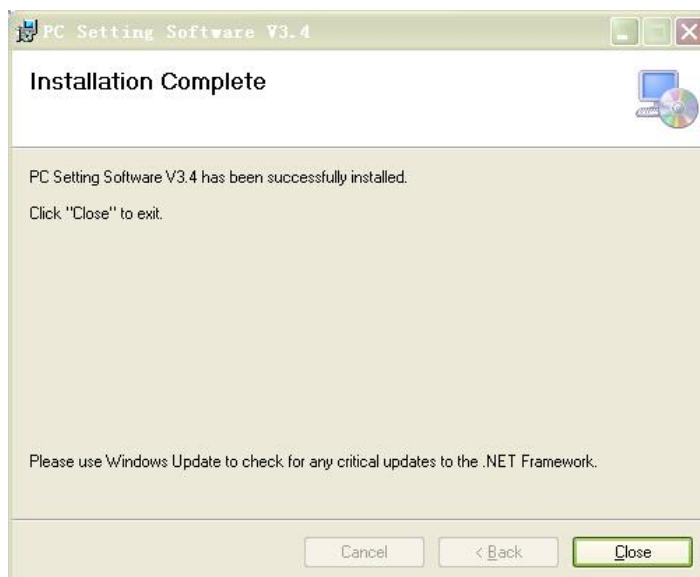 PC Setting Software V3.4
Installation Complete
PC Setting Software V3.4 has been successfully installed.
Click "Close" to exit.
Please use Windows Update to check for any critical updates to the .NET Framework.
Cancel
< Back
Close